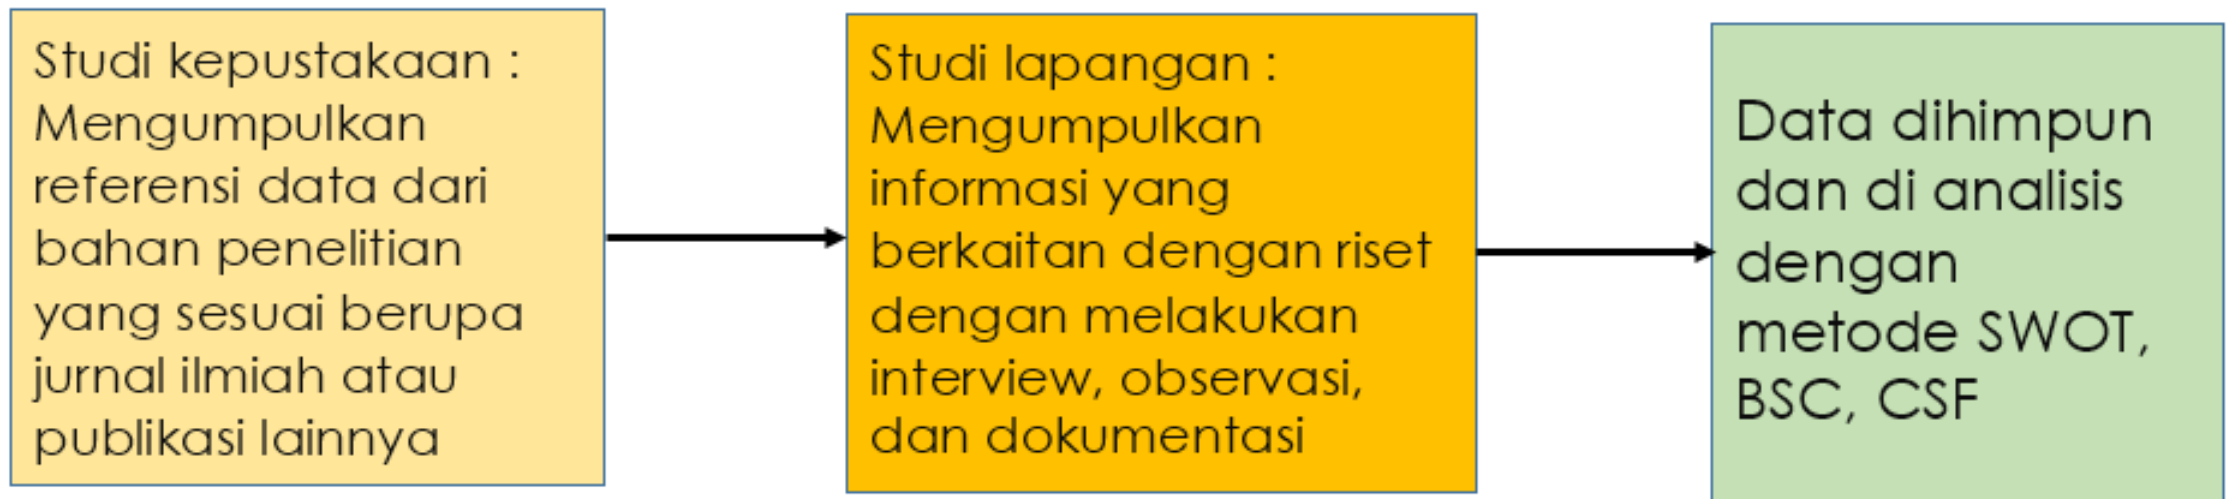 Studi kepustakaan :
Mengumpulkan
referensi data dari
bahan penelitian
yang sesuai berupa
jurnal ilmiah atau
publikasi lainnya
Studi lapangan :
Mengumpulkan
informasi yang
berkaitan dengan riset
dengan melakukan
interview, observasi,
dan dokumentasi
Data dihimpun
dan di analisis
dengan
metode SWOT,
BSC, CSF